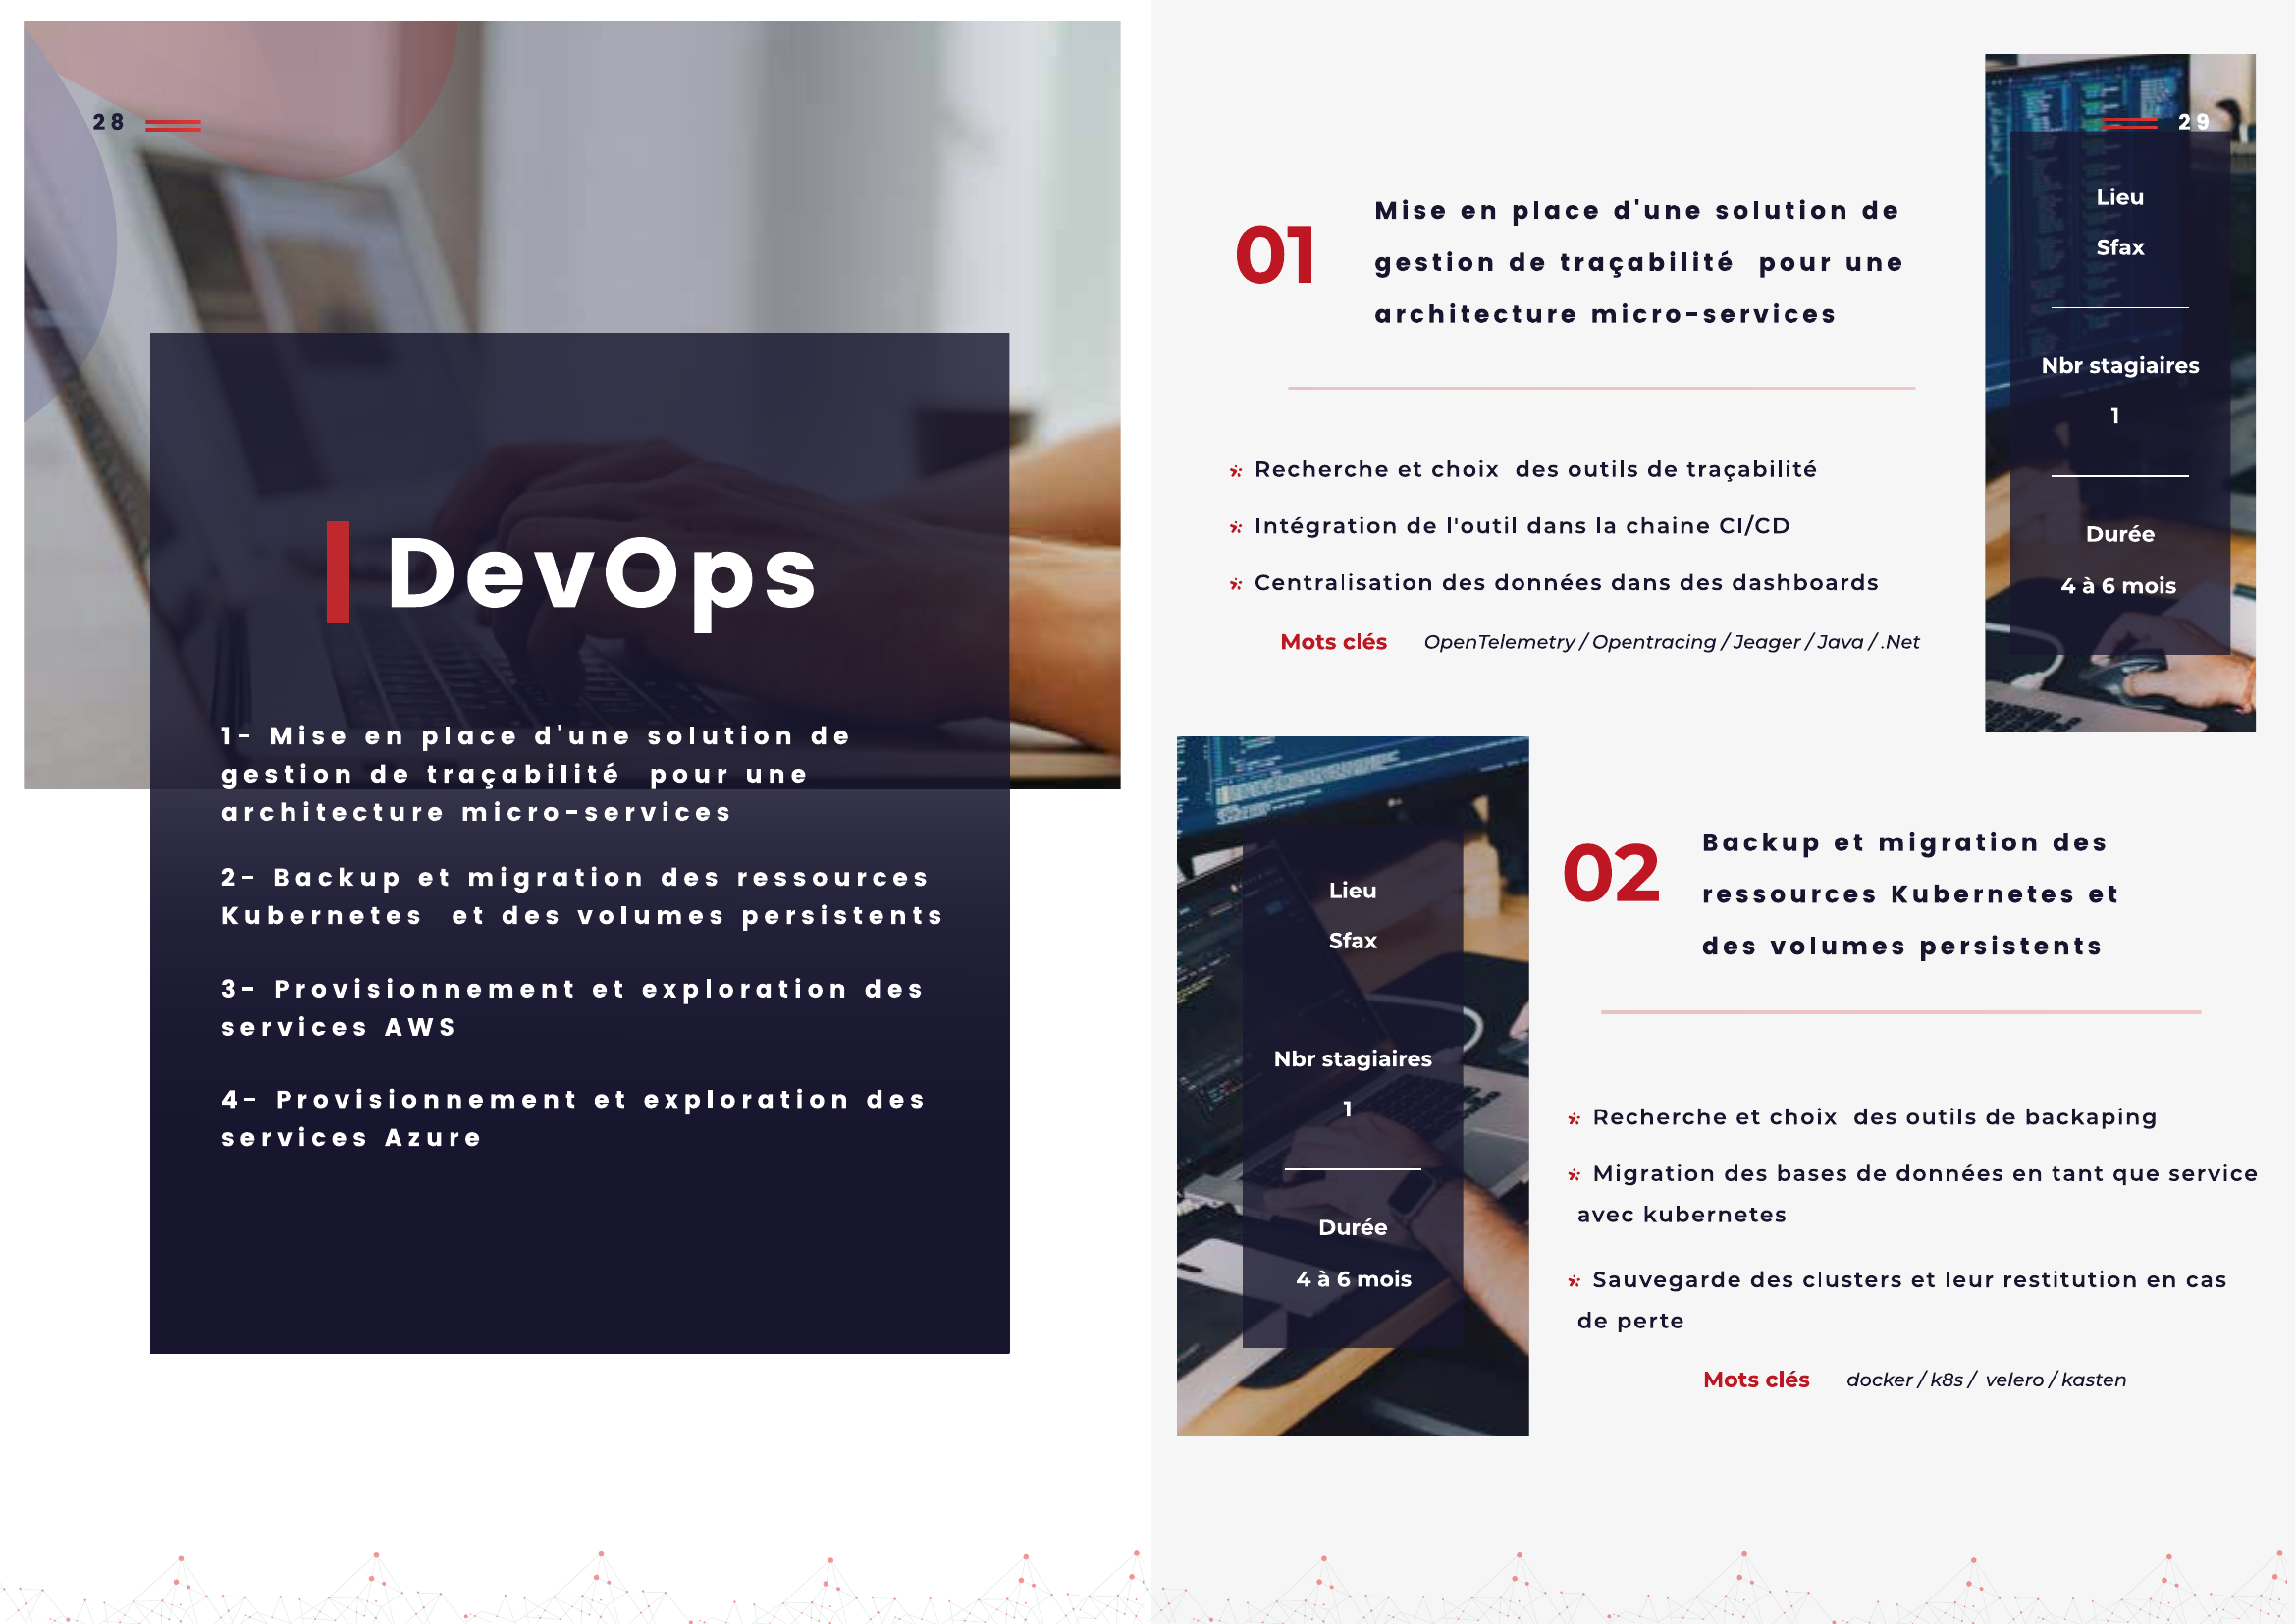 28
DevOps
1- Mise en place d'une solution de
gestion de traçabilité pour une
architecture micro-services
2- Backup et migration des ressources
Kubernetes et des volumes persistents
3- Provisionnement et exploration des
services AWS
4- Provisionnement et exploration des
services Azure
29
01
Mise en place d'une solution de
gestion de traçabilité pour une
architecture micro-services
Recherche et choix des outils de traçabilité
Intégration de l'outil dans la chaine CI/CD
Centralisation des données dans des dashboards
Mots clés OpenTelemetry / Opentracing / Jeager / Java / .Net
Lieu
Sfax
Nbr stagiaires
1
Durée
4 à 6 mois
02
Backup et migration des
ressources Kubernetes et
des volumes persistents
Lieu
Sfax
Nbr stagiaires
1
Durée
4 à 6 mois
Recherche et choix des outils de backaping
Migration des bases de données en tant que service
avec kubernetes
Sauvegarde des clusters et leur restitution en cas
de perte
Mots clés docker / k8s / velero / kasten